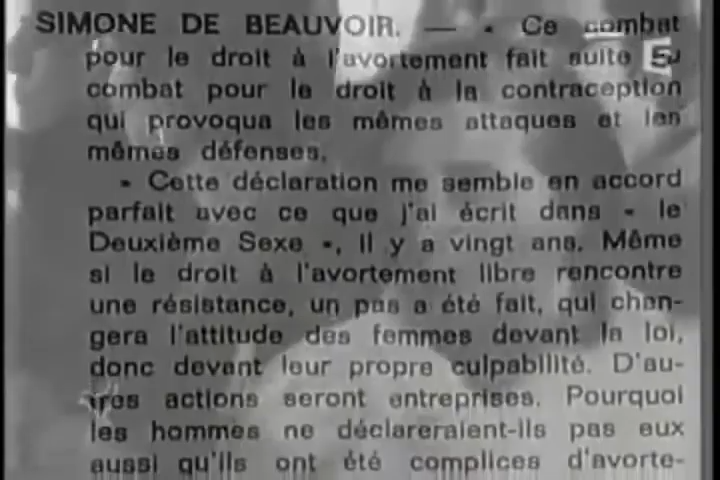 SIMONE DE BEAUVOIR. — « Ce combat
pour le droit à l'avortement fait suite au
combat pour le droit à la contraception
qui provoqua les mêmes attaques et les
mêmes défenses.
« Cette déclaration me semble en accord
parfait avec ce que j'ai écrit dans « le
Deuxième Sexe », il y a vingt ans. Même
si le droit à l'avortement libre rencontre
une résistance, un pas a été fait, qui chan-
gera l'attitude des femmes devant la loi,
donc devant leur propre culpabilité. D'au-
tres actions seront entreprises. Pourquoi
les hommes ne déclareraient-ils pas eux
aussi qu'ils ont été complices d'avorte-
5